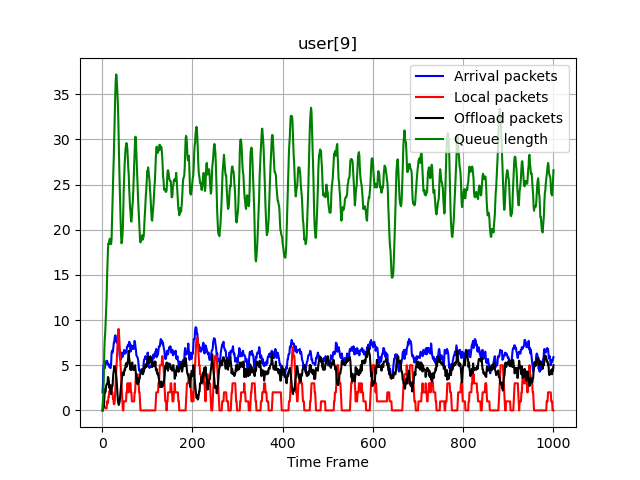 user[9]
Arrival packets
Local packets
Offload packets
Queue length
35
30
25
20
15
10
5
0
0 200 400 600 800 1000
Time Frame